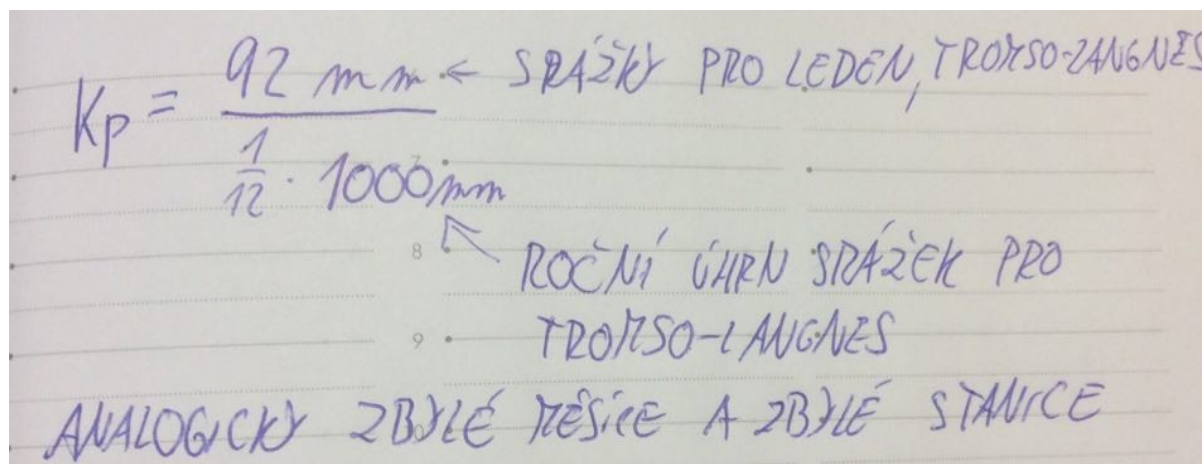 Kp = 92 mm ← SRÁŽKY PRO LEDEN, TROMSO-LANGNES
1/12 · 1000 mm
8
ROČNÍ ÚHRN SRÁŽEK PRO
9
TROMSO-LANGNES
ANALOGICKY ZBYLÉ MĚSÍCE A ZBYLÉ STANICE